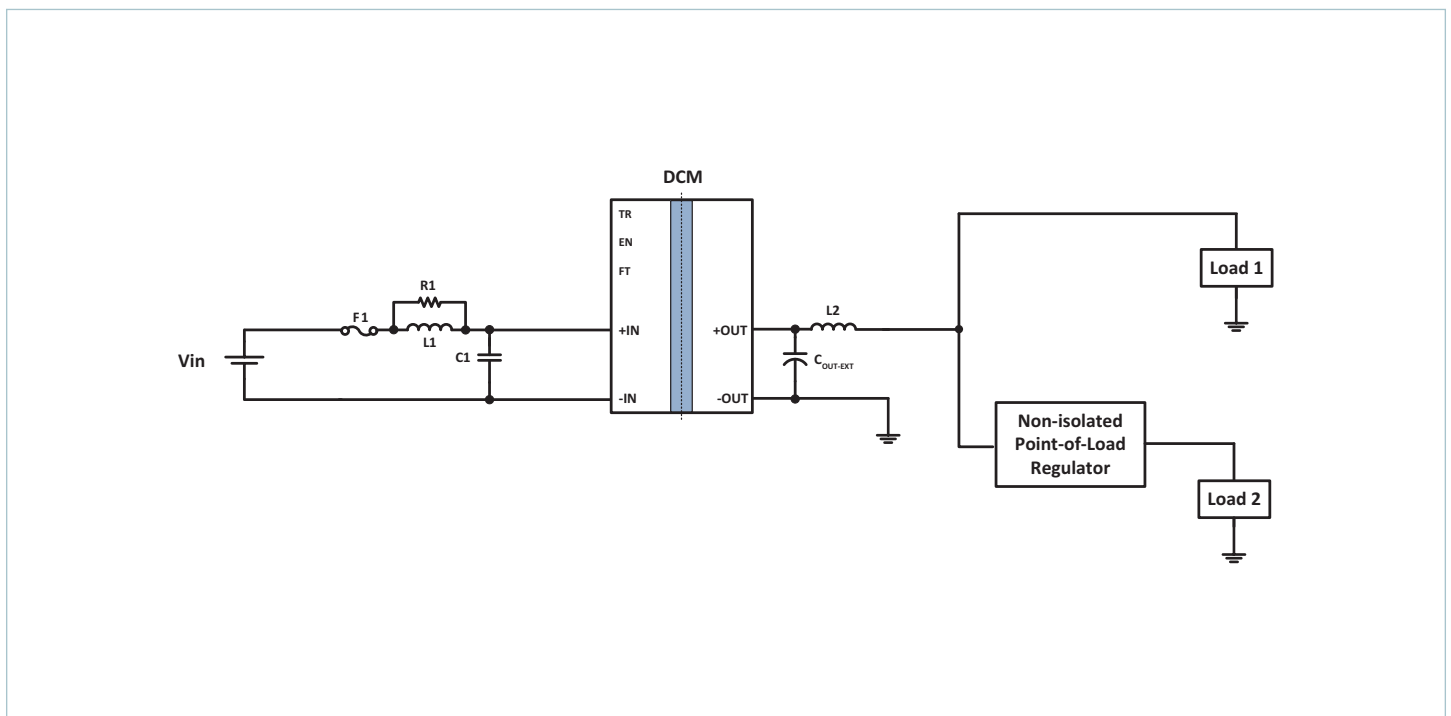 DCM
TR
EN
FT
+IN
-IN
+OUT
-OUT
Vin
F1
R1
L1
C1
L2
COUT-EXT
Load 1
Non-isolated
Point-of-Load
Regulator
Load 2